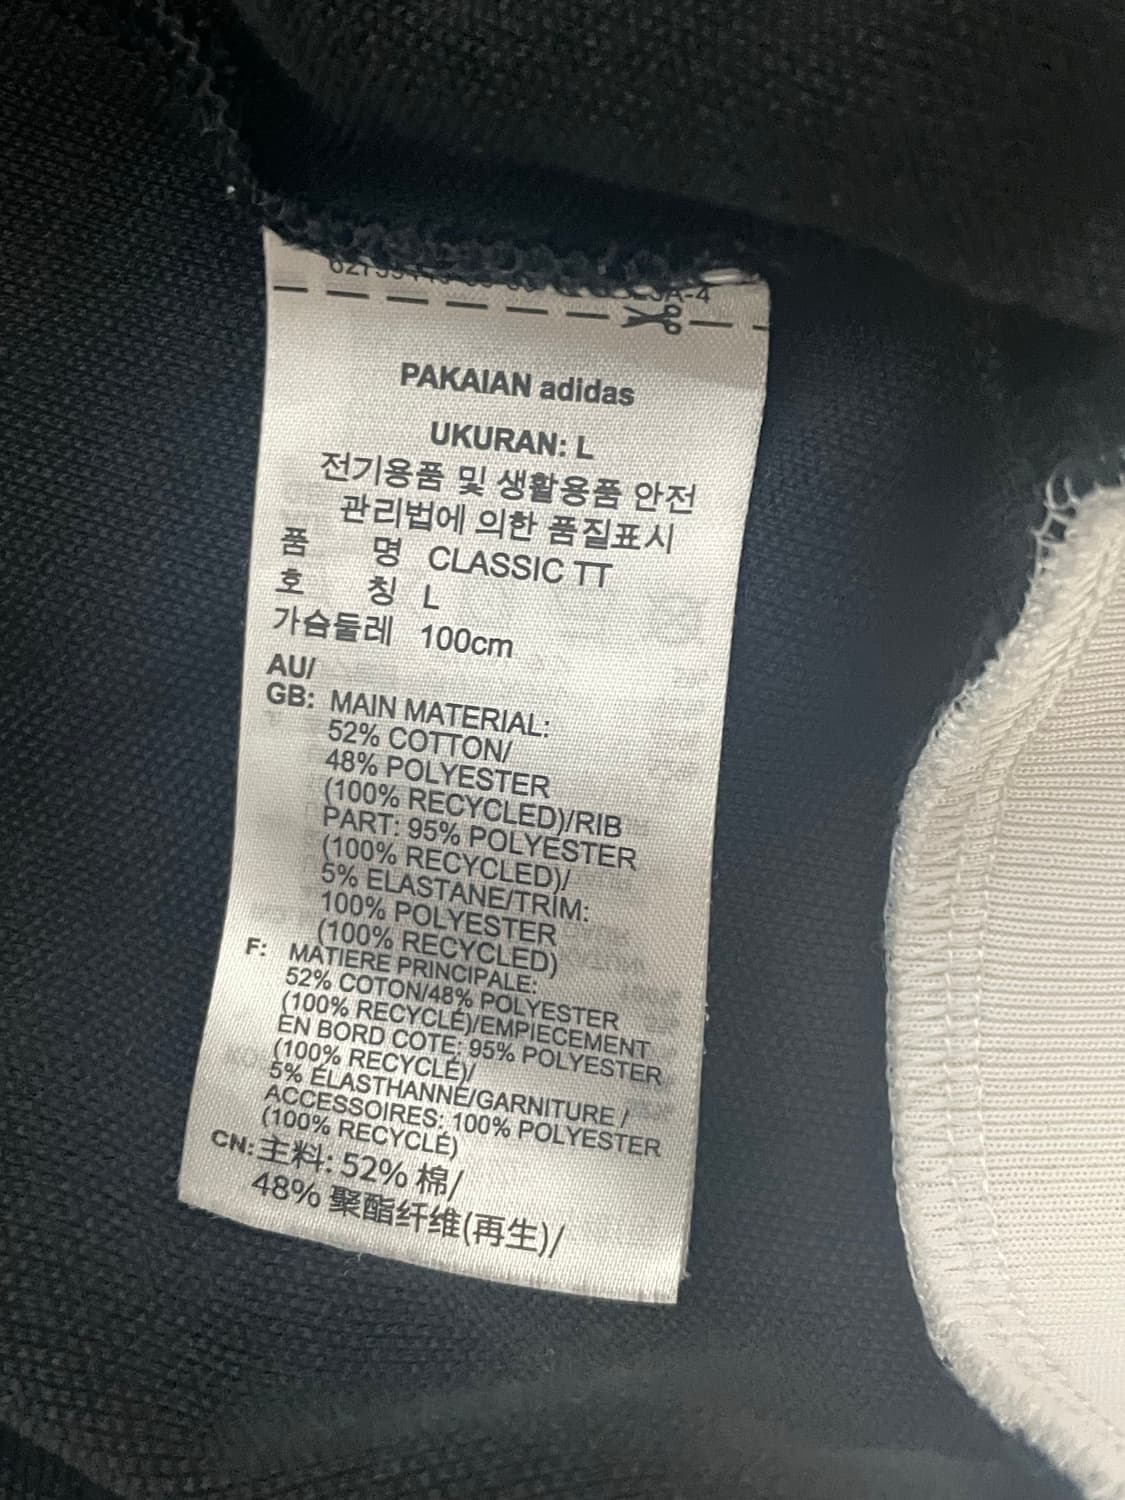 PAKAIAN adidas
UKURAN: L
전기용품 및 생활용품 안전
관리법에 의한 품질표시
품 명 CLASSIC TT
호 칭 L
가슴둘레 100cm
AU/
GB: MAIN MATERIAL:
52% COTTON/
48% POLYESTER
(100% RECYCLED)/RIB
PART: 95% POLYESTER
(100% RECYCLED)/
5% ELASTANE/TRIM:
100% POLYESTER
(100% RECYCLED)
F: MATIERE PRINCIPALE:
52% COTON/48% POLYESTER
(100% RECYCLÉ)/EMPIECEMENT
EN BORD COTE: 95% POLYESTER
(100% RECYCLÉ)/
5% ÉLASTHANNE/GARNITURE /
ACCESSOIRES: 100% POLYESTER
(100% RECYCLÉ)
CN: 主料: 52% 棉/
48% 聚酯纤维(再生)/